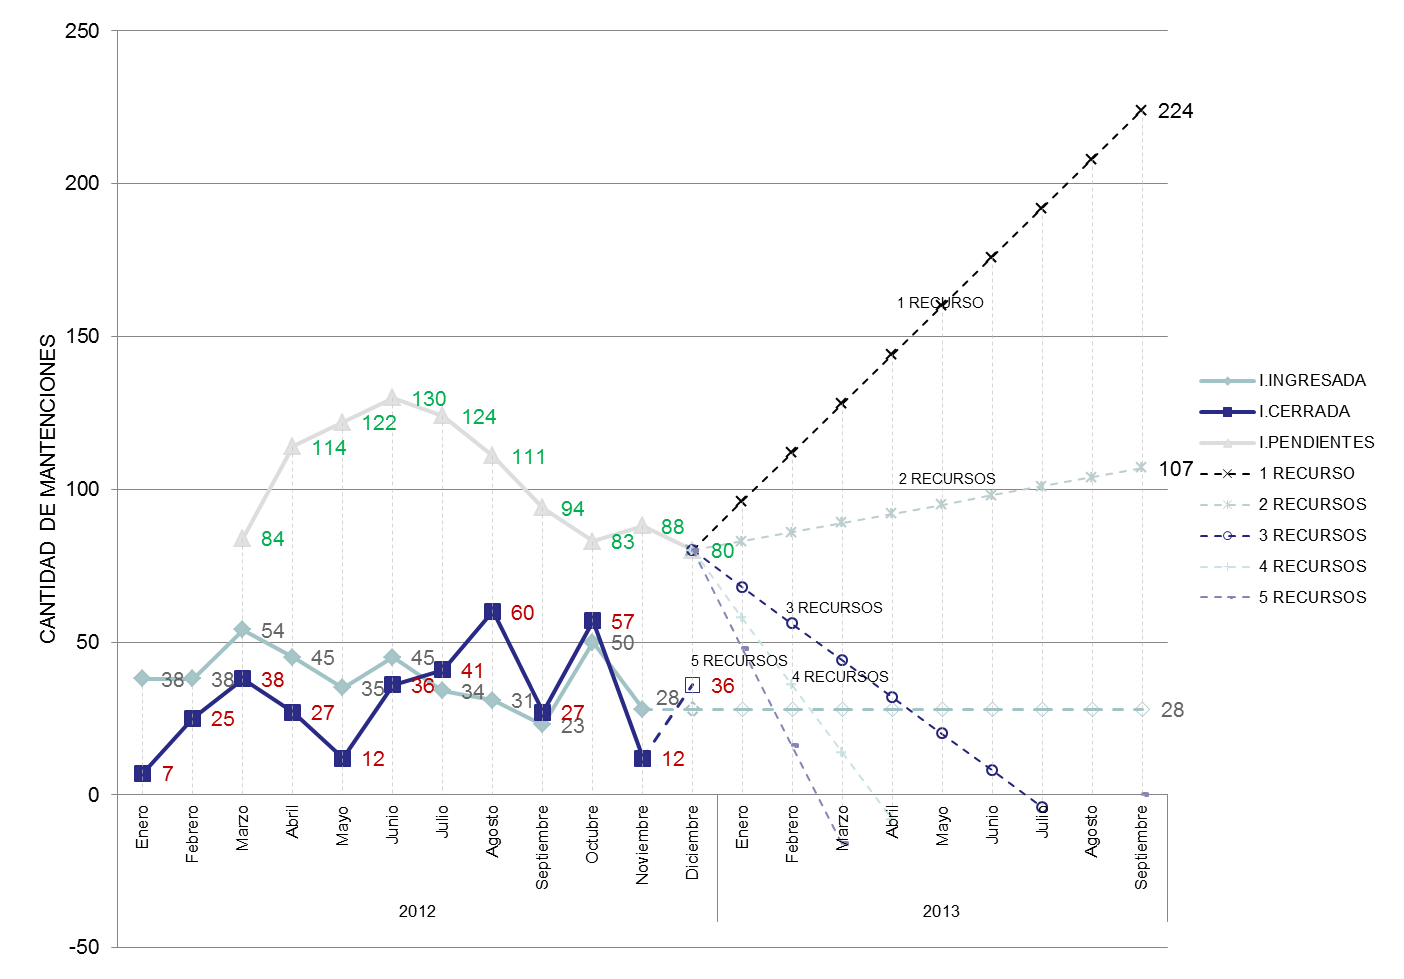 250
200
150
100
50
0
-50
CANTIDAD DE MANTENCIONES
224
1 RECURSO
107
2 RECURSOS
130
124
122
114
111
94
88
84
83
80
3 RECURSOS
5 RECURSOS
4 RECURSOS
38 38 54 45 35 45 34 31 23 50 28 28
7 25 38 27 12 36 41 60 27 57 12 36
Enero
Febrero
Marzo
Abril
Mayo
Junio
Julio
Agosto
Septiembre
Octubre
Noviembre
Diciembre
Enero
Febrero
Marzo
Abril
Mayo
Junio
Julio
Agosto
Septiembre
2012
2013
I.INGRESADA
I.CERRADA
I.PENDIENTES
1 RECURSO
2 RECURSOS
3 RECURSOS
4 RECURSOS
5 RECURSOS